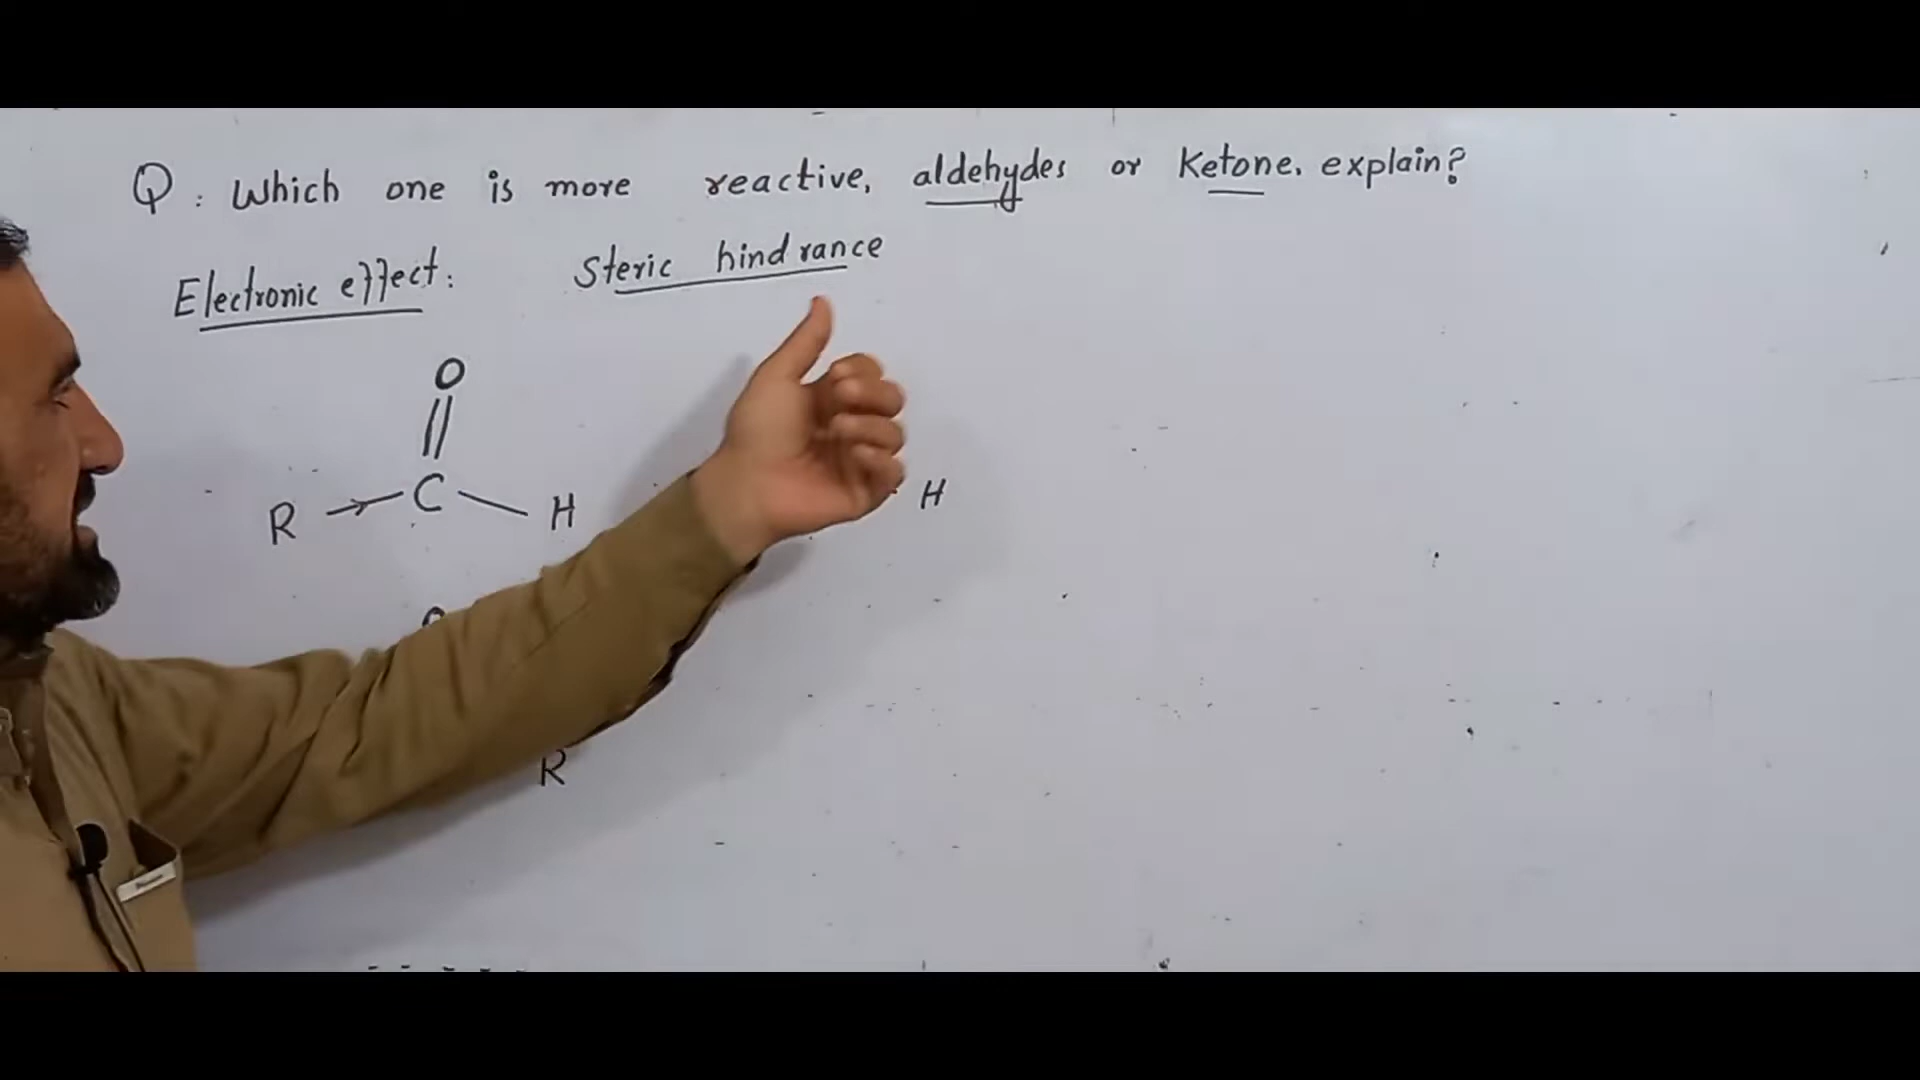 Q: Which one is more reactive, aldehydes or Ketone. explain?
Electronic effect: Steric hindrance
O
R C H
H
R